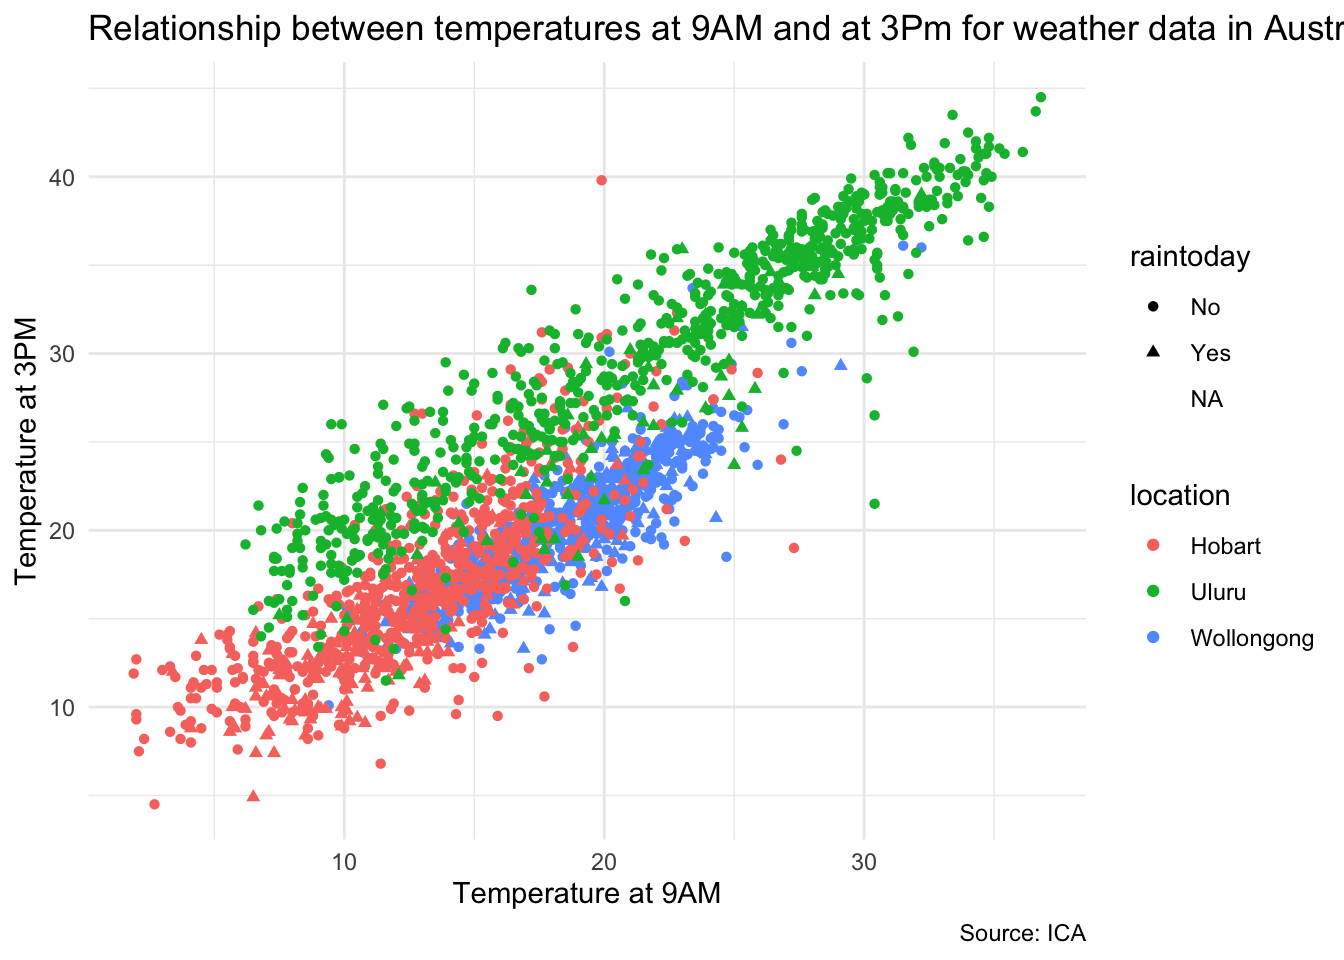 Relationship between temperatures at 9AM and at 3Pm for weather data in Austr
40
30
20
10
Temperature at 3PM
10 20 30
Temperature at 9AM
raintoday
No
Yes
NA
location
Hobart
Uluru
Wollongong
Source: ICA